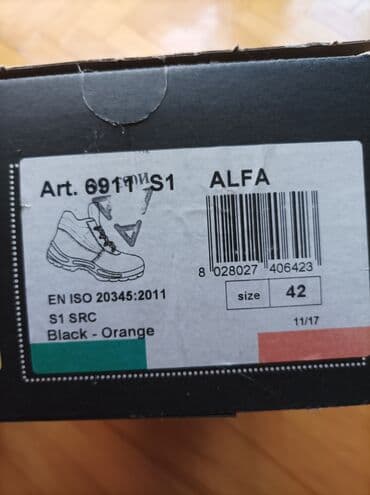 Art. 6911 S1 ALFA
8 028027 406423
EN ISO 20345:2011
size 42
S1 SRC
Black - Orange
11/17